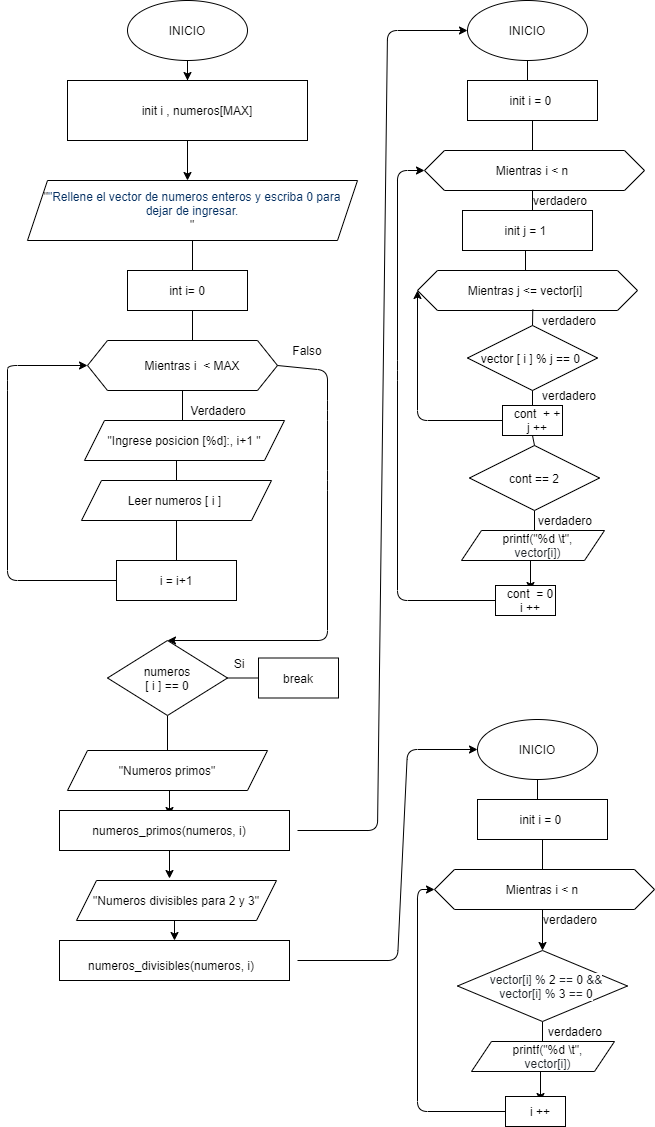 INICIO
init i , numeros[MAX]
""Rellene el vector de numeros enteros y escriba 0 para
dejar de ingresar.
"
int i= 0
Mientras i  < MAX
Falso
Verdadero
"Ingrese posicion [%d]:, i+1 "
Leer numeros [ i ]
i = i+1
numeros
[ i ] == 0
Si
break
"Numeros primos"
numeros_primos(numeros, i)
"Numeros divisibles para 2 y 3"
numeros_divisibles(numeros, i)
INICIO
init i = 0
Mientras i < n
verdadero
init j = 1
Mientras j <= vector[i]
verdadero
vector [ i ] % j == 0
verdadero
cont  + +
j ++
cont == 2
verdadero
printf("%d \t",
vector[i])
cont  = 0
i ++
INICIO
init i = 0
Mientras i < n
verdadero
vector[i] % 2 == 0 &&
vector[i] % 3 == 0
verdadero
printf("%d \t",
vector[i])
i ++